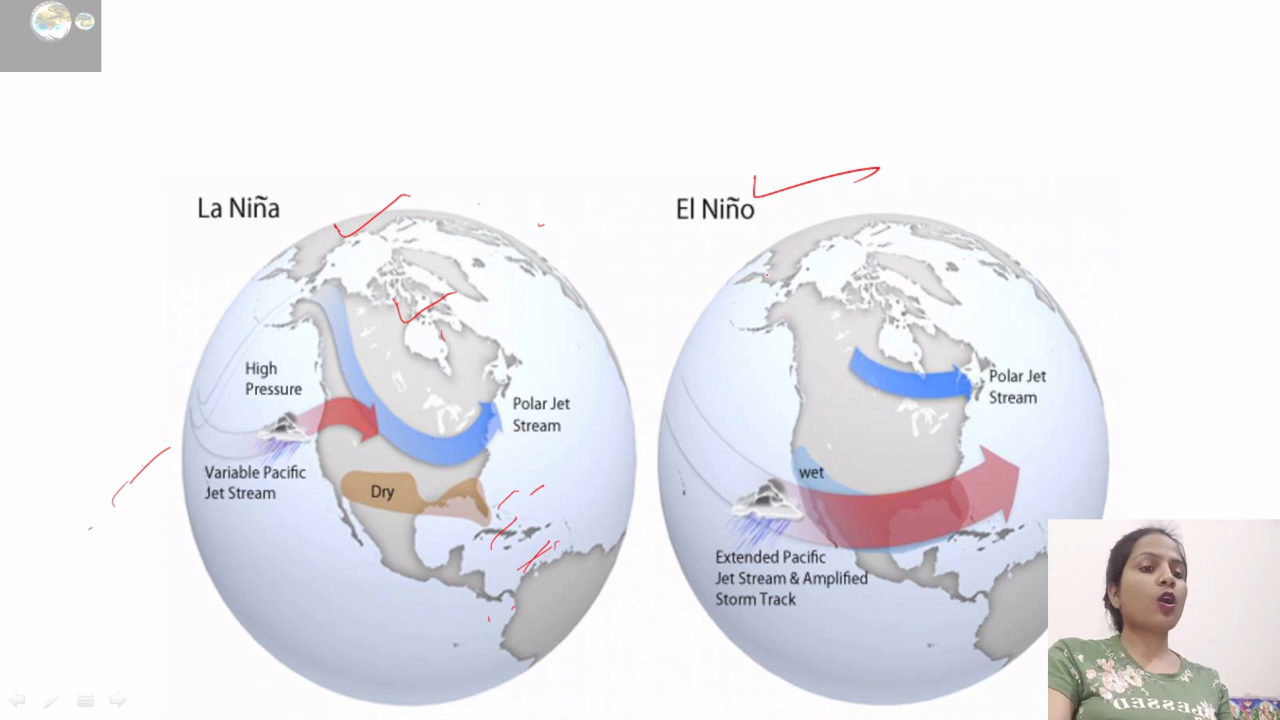 La Niña
El Niño
High
Pressure
Polar Jet
Stream
Variable Pacific
Jet Stream
Dry
Polar Jet
Stream
wet
Extended Pacific
Jet Stream & Amplified
Storm Track
BLESSED